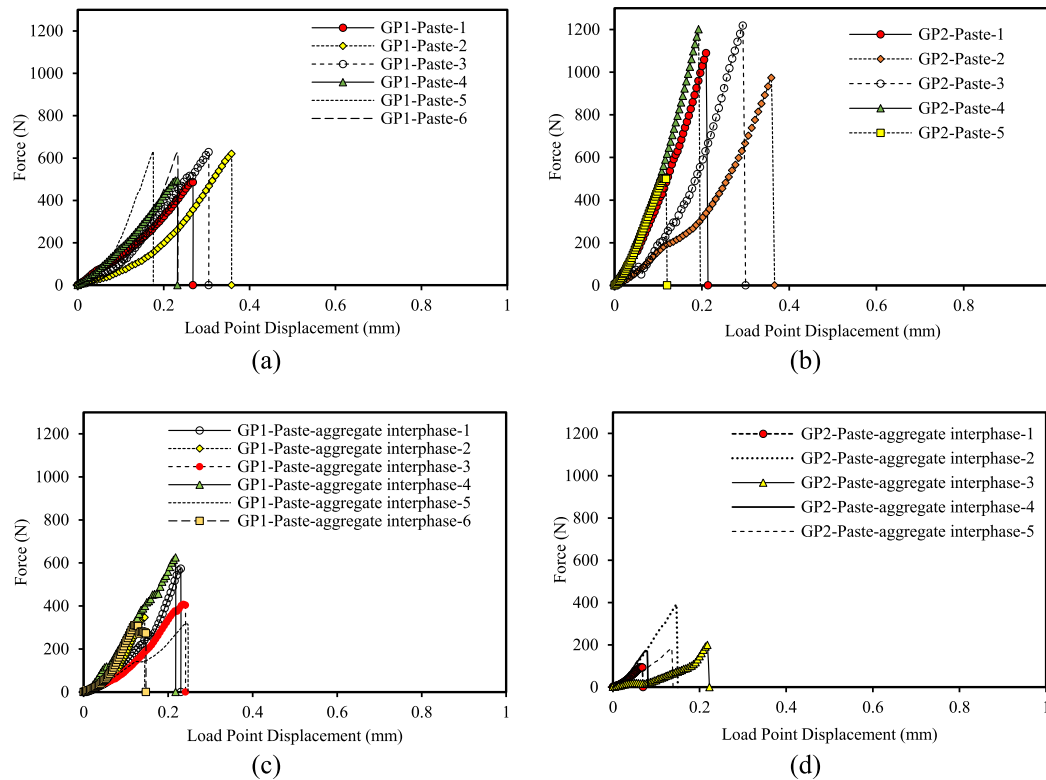 1200
1000
800
600
400
200
0
Force (N)
GP1-Paste-1
GP1-Paste-2
GP1-Paste-3
GP1-Paste-4
GP1-Paste-5
GP1-Paste-6
0 0.2 0.4 0.6 0.8 1
Load Point Displacement (mm)
(a)
1200
1000
800
600
400
200
0
Force (N)
GP2-Paste-1
GP2-Paste-2
GP2-Paste-3
GP2-Paste-4
GP2-Paste-5
0 0.2 0.4 0.6 0.8
Load Point Displacement (mm)
(b)
1200
1000
800
600
400
200
0
Force (N)
GP1-Paste-aggregate interphase-1
GP1-Paste-aggregate interphase-2
GP1-Paste-aggregate interphase-3
GP1-Paste-aggregate interphase-4
GP1-Paste-aggregate interphase-5
GP1-Paste-aggregate interphase-6
0 0.2 0.4 0.6 0.8 1
Load Point Displacement (mm)
(c)
1200
1000
800
600
400
200
0
Force (N)
GP2-Paste-aggregate interphase-1
GP2-Paste-aggregate interphase-2
GP2-Paste-aggregate interphase-3
GP2-Paste-aggregate interphase-4
GP2-Paste-aggregate interphase-5
0 0.2 0.4 0.6 0.8 1
Load Point Displacement (mm)
(d)